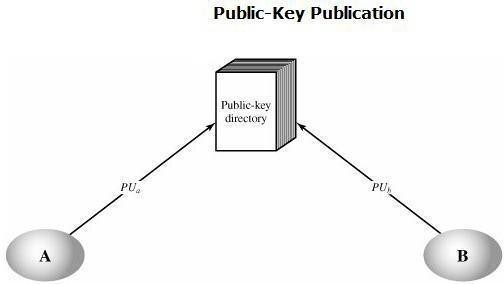 Public-Key Publication
Public-key
directory
PUa
PUb
A
B